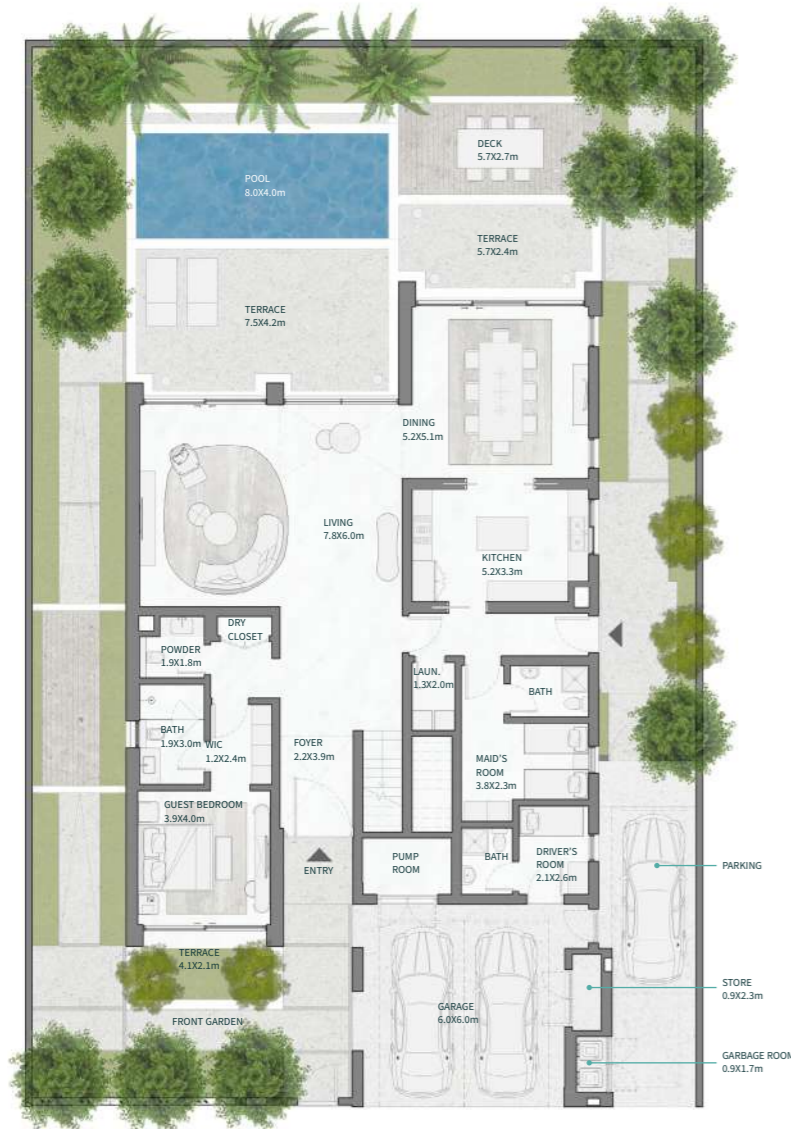 DECK
5.7X2.7m
POOL
8.0X4.0m
TERRACE
5.7X2.4m
TERRACE
7.5X4.2m
DINING
5.2X5.1m
LIVING
7.8X6.0m
KITCHEN
5.2X3.3m
DRY
CLOSET
POWDER
1.9X1.8m
LAUN.
1.3X2.0m
BATH
BATH
1.9X3.0m
WIC
1.2X2.4m
FOYER
2.2X3.9m
MAID'S
ROOM
3.8X2.3m
GUEST BEDROOM
3.9X4.0m
ENTRY
PUMP
ROOM
BATH
DRIVER'S
ROOM
2.1X2.6m
PARKING
TERRACE
4.1X2.1m
STORE
0.9X2.3m
GARAGE
6.0X6.0m
FRONT GARDEN
GARBAGE ROOM
0.9X1.7m